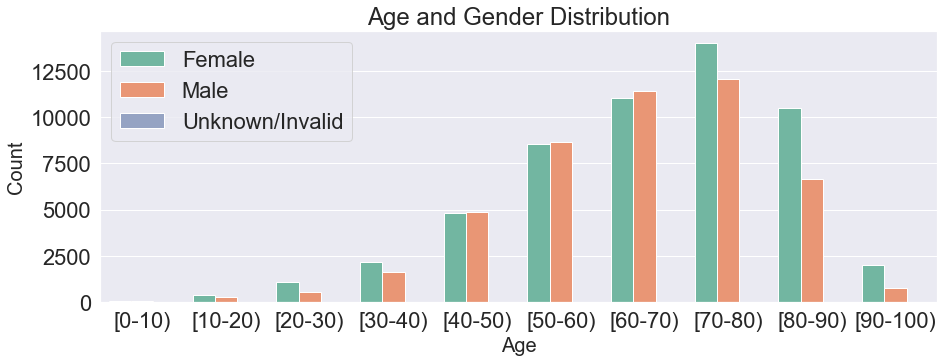 Age and Gender Distribution
Female
Male
Unknown/Invalid
Count
12500
10000
7500
5000
2500
0
[0-10) [10-20) [20-30) [30-40) [40-50) [50-60) [60-70) [70-80) [80-90) [90-100)
Age